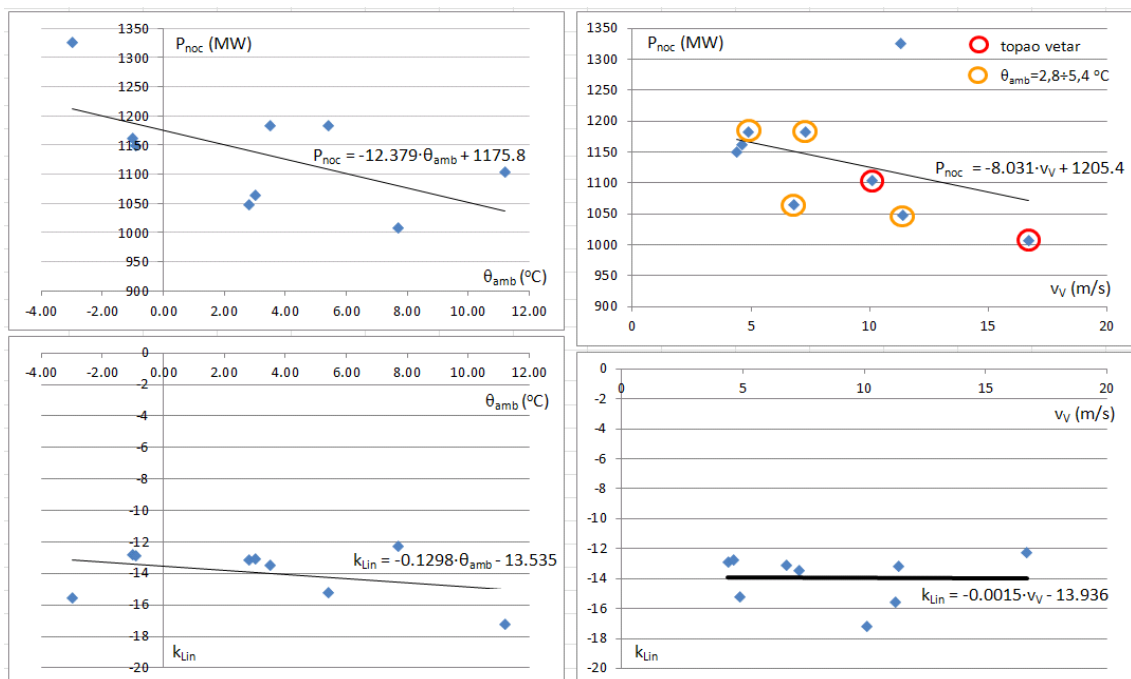 P_noc (MW)
1350
1300
1250
1200
1150
1100
1050
1000
950
900
P_noc = -12.379·θ_amb + 1175.8
θ_amb (°C)
-4.00 -2.00 0.00 2.00 4.00 6.00 8.00 10.00 12.00
P_noc (MW)
topao vetar
θ_amb=2,8÷5,4 °C
1350
1300
1250
1200
1150
1100
1050
1000
950
900
P_noc = -8.031·v_V + 1205.4
v_V (m/s)
0 5 10 15 20
0
-4.00 -2.00 0.00 2.00 4.00 6.00 8.00 10.00 12.00
θ_amb (°C)
-2
-4
-6
-8
-10
-12
-14
-16
-18
-20
k_Lin = -0.1298·θ_amb - 13.535
k_Lin
0
0 5 10 15 20
v_V (m/s)
-2
-4
-6
-8
-10
-12
-14
-16
-18
-20
k_Lin = -0.0015·v_V - 13.936
k_Lin